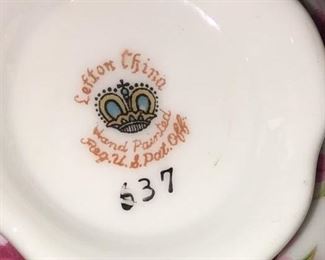 Lefton China
Hand Painted
Reg. U.S. Pat. Off.
637